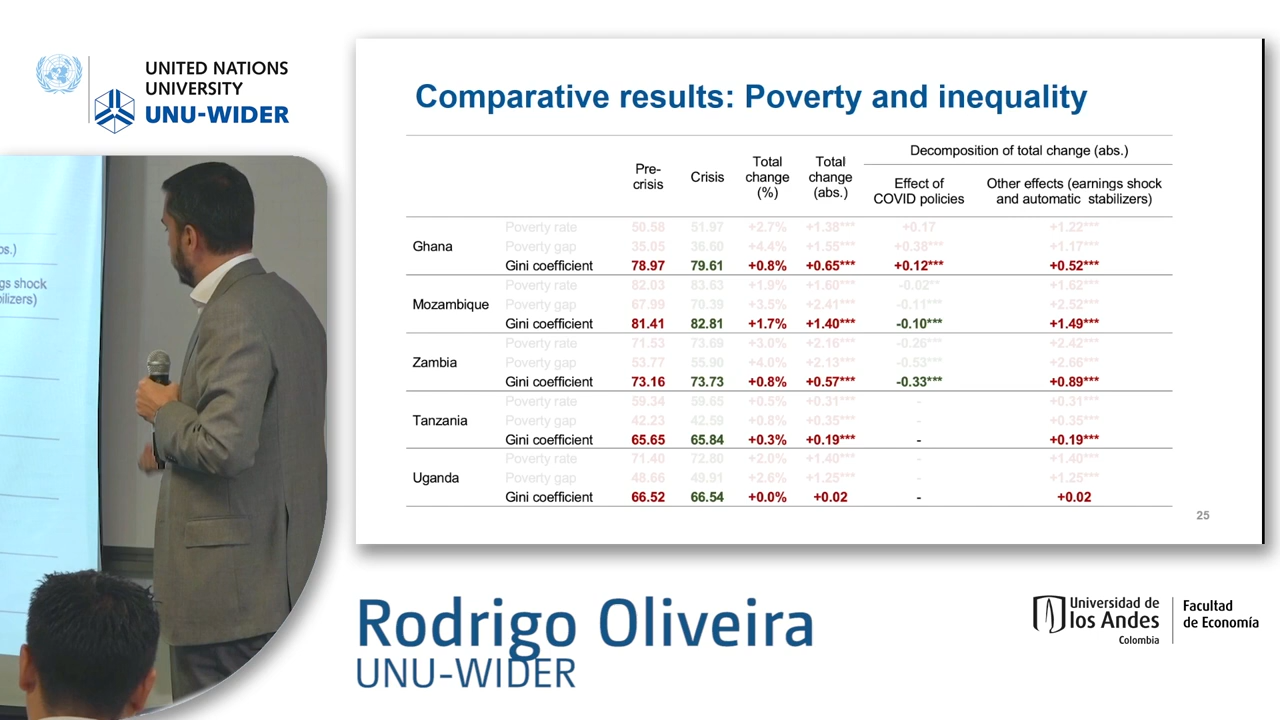 UNITED NATIONS
UNIVERSITY
UNU-WIDER
bs.)
gs shock
ilizers)
Comparative results: Poverty and inequality
Pre-crisis Crisis Total change (%) Total change (abs.) Decomposition of total change (abs.)
Effect of COVID policies Other effects (earnings shock and automatic stabilizers)
Ghana
Poverty rate 50.58 51.97 +2.7% +1.38*** +0.17 +1.22***
Poverty gap 35.05 36.60 +4.4% +1.55*** +0.38*** +1.17***
Gini coefficient 78.97 79.61 +0.8% +0.65*** +0.12*** +0.52***
Mozambique
Poverty rate 82.03 83.63 +1.9% +1.60*** -0.02** +1.62***
Poverty gap 67.99 70.39 +3.5% +2.41*** -0.11*** +2.52***
Gini coefficient 81.41 82.81 +1.7% +1.40*** -0.10*** +1.49***
Zambia
Poverty rate 71.53 73.69 +3.0% +2.16*** -0.26*** +2.42***
Poverty gap 53.77 55.90 +4.0% +2.13*** -0.53*** +2.66***
Gini coefficient 73.16 73.73 +0.8% +0.57*** -0.33*** +0.89***
Tanzania
Poverty rate 59.34 59.65 +0.5% +0.31*** - +0.31***
Poverty gap 42.23 42.59 +0.8% +0.35*** - +0.35***
Gini coefficient 65.65 65.84 +0.3% +0.19*** - +0.19***
Uganda
Poverty rate 71.40 72.80 +2.0% +1.40*** - +1.40***
Poverty gap 48.66 49.91 +2.6% +1.25*** - +1.25***
Gini coefficient 66.52 66.54 +0.0% +0.02 - +0.02
25
Rodrigo Oliveira
UNU-WIDER
Universidad de
los Andes
Colombia
Facultad
de Economía